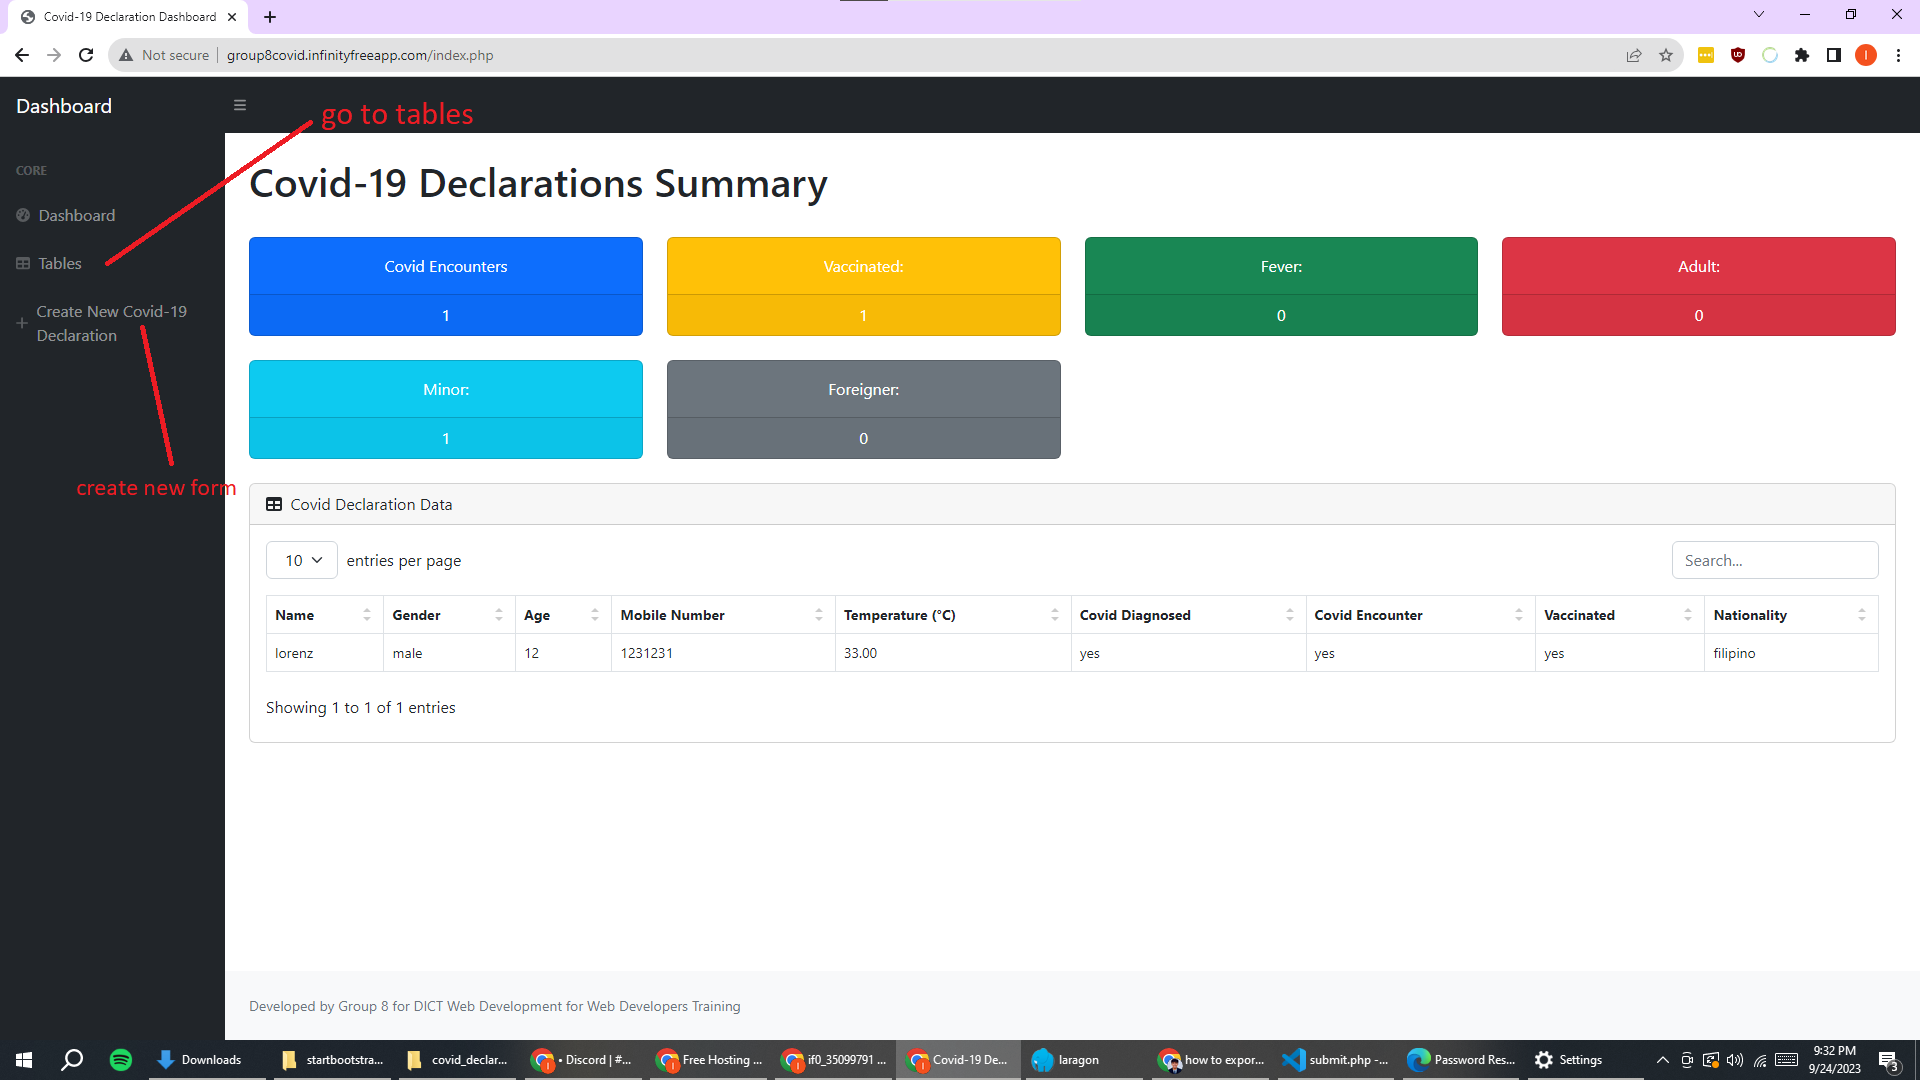 Covid-19 Declaration Dashboard
Not secure
group8covid.infinityfreeapp.com/index.php
I
Dashboard
go to tables
CORE
Dashboard
Tables
Create New Covid-19
Declaration
create new form
Covid-19 Declarations Summary
Covid Encounters
1
Vaccinated:
1
Fever:
0
Adult:
0
Minor:
1
Foreigner:
0
Covid Declaration Data
10 entries per page
Search...
Name Gender Age Mobile Number Temperature (°C) Covid Diagnosed Covid Encounter Vaccinated Nationality
lorenz male 12 1231231 33.00 yes yes yes filipino
Showing 1 to 1 of 1 entries
Developed by Group 8 for DICT Web Development for Web Developers Training
Downloads startbootstra... covid_declar... • Discord | #... Free Hosting ... if0_35099791 ... Covid-19 De... laragon how to expor... submit.php -... Password Res... Settings
9:32 PM
9/24/2023
3